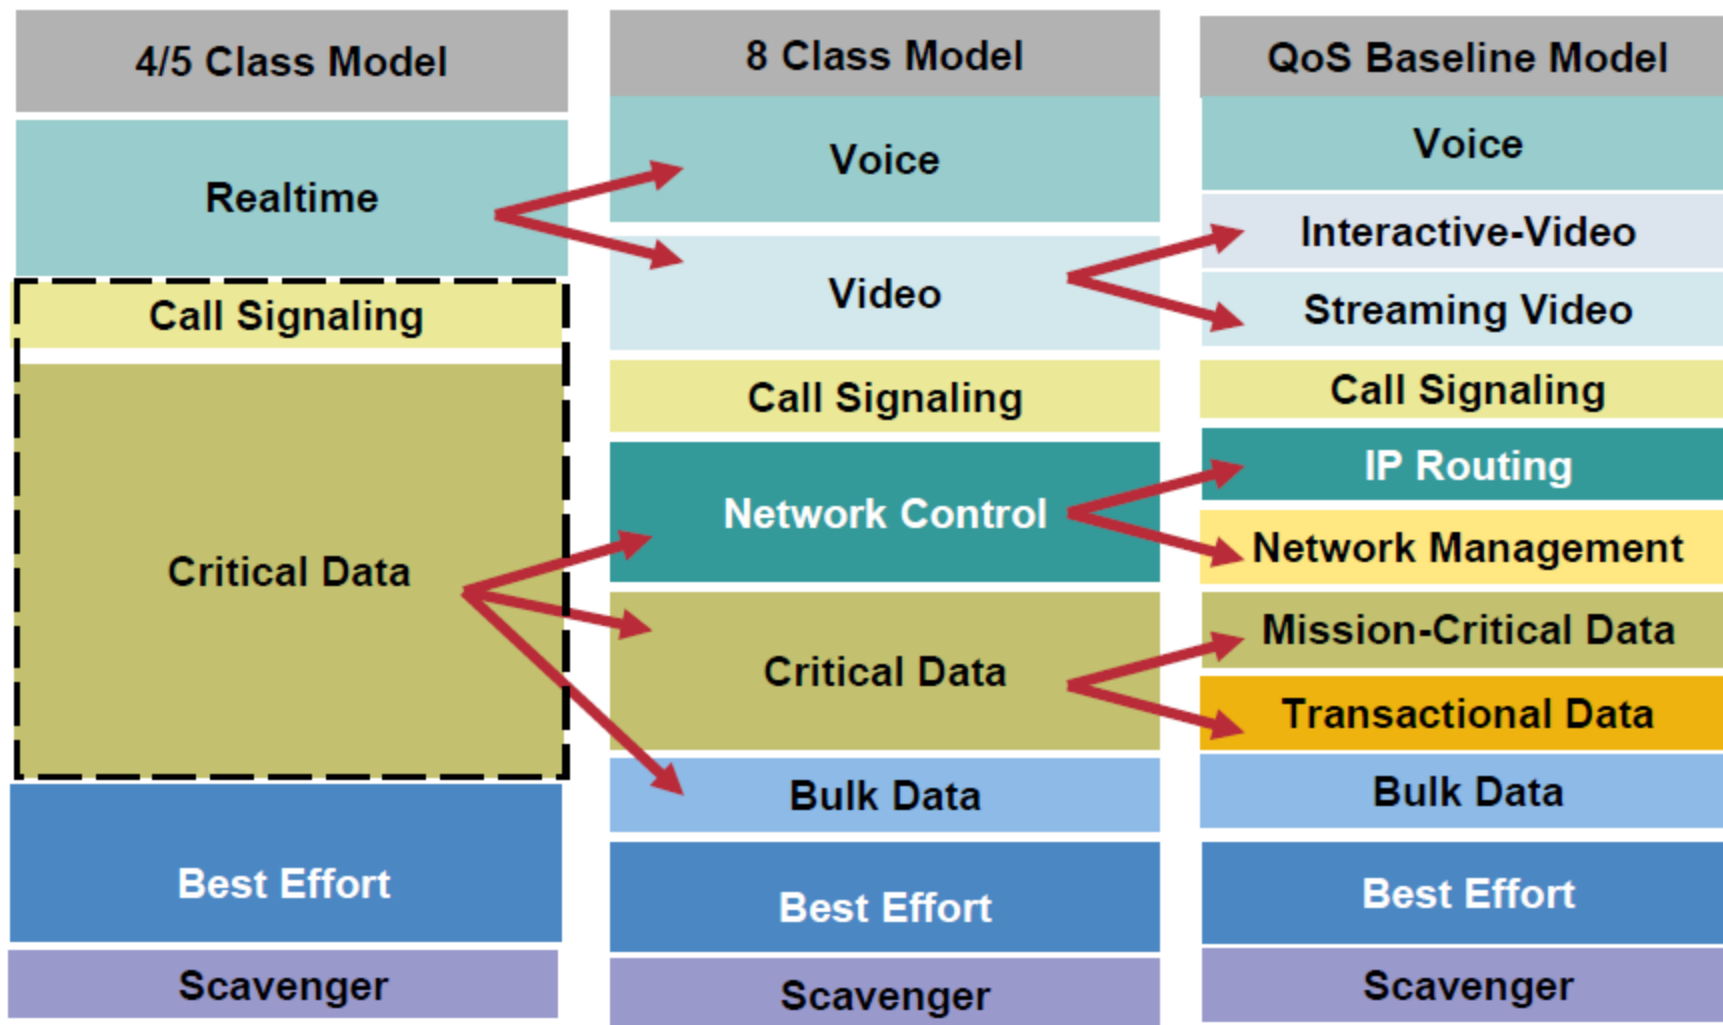 4/5 Class Model
Realtime
Call Signaling
Critical Data
Best Effort
Scavenger
8 Class Model
Voice
Video
Call Signaling
Network Control
Critical Data
Bulk Data
Best Effort
Scavenger
QoS Baseline Model
Voice
Interactive-Video
Streaming Video
Call Signaling
IP Routing
Network Management
Mission-Critical Data
Transactional Data
Bulk Data
Best Effort
Scavenger